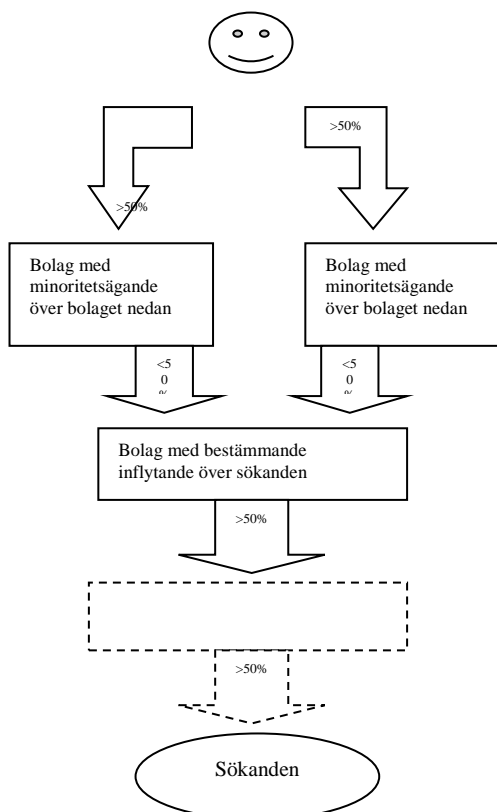 >50%
>50%
Bolag med
minoritetsägande
över bolaget nedan
Bolag med
minoritetsägande
över bolaget nedan
<5
0
%
<5
0
%
Bolag med bestämmande
inflytande över sökanden
>50%
>50%
Sökanden